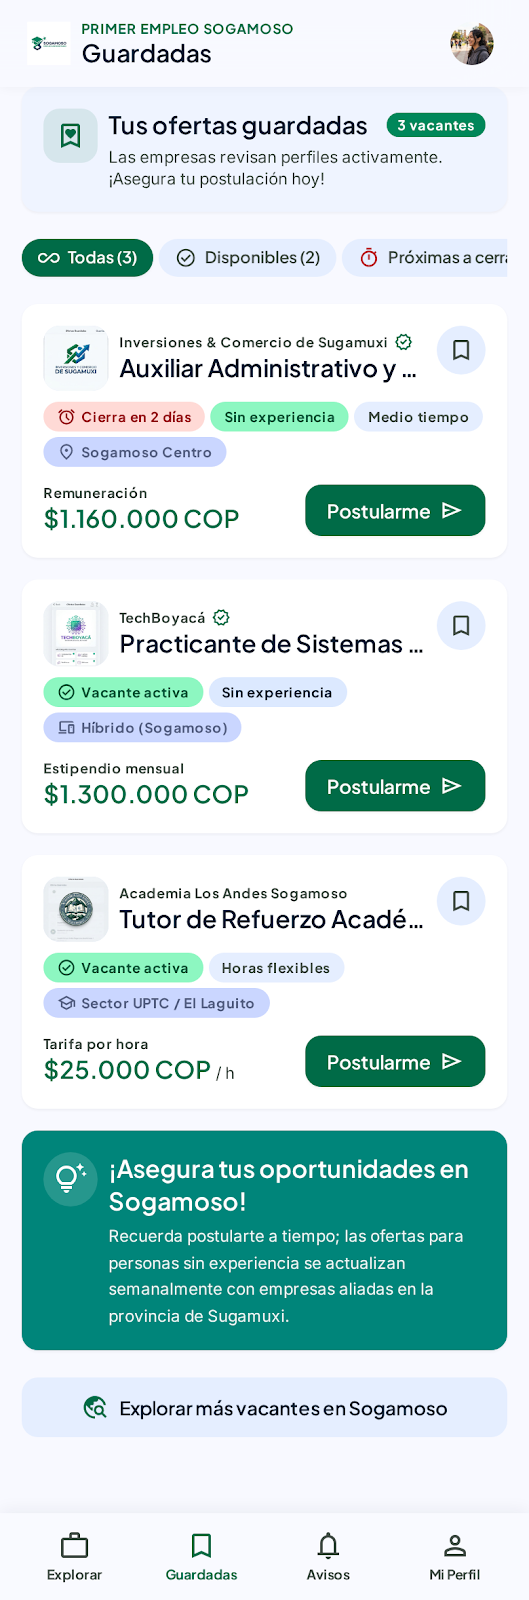 SOGAMOSO
PRIMER EMPLEO SOGAMOSO
Guardadas
Tus ofertas guardadas
3 vacantes
Las empresas revisan perfiles activamente.
¡Asegura tu postulación hoy!
Todas (3)
Disponibles (2)
Próximas a cerra
INVERSIONES Y COMERCIO
DE SUGAMUXI
Inversiones & Comercio de Sugamuxi
Auxiliar Administrativo y ...
Cierra en 2 días
Sin experiencia
Medio tiempo
Sogamoso Centro
Remuneración
$1.160.000 COP
Postularme
TECHBOYACÁ
TechBoyacá
Practicante de Sistemas ...
Vacante activa
Sin experiencia
Híbrido (Sogamoso)
Estipendio mensual
$1.300.000 COP
Postularme
Academia Los Andes Sogamoso
Tutor de Refuerzo Acadé...
Vacante activa
Horas flexibles
Sector UPTC / El Laguito
Tarifa por hora
$25.000 COP / h
Postularme
¡Asegura tus oportunidades en
Sogamoso!
Recuerda postularte a tiempo; las ofertas para
personas sin experiencia se actualizan
semanalmente con empresas aliadas en la
provincia de Sugamuxi.
Explorar más vacantes en Sogamoso
Explorar
Guardadas
Avisos
Mi Perfil